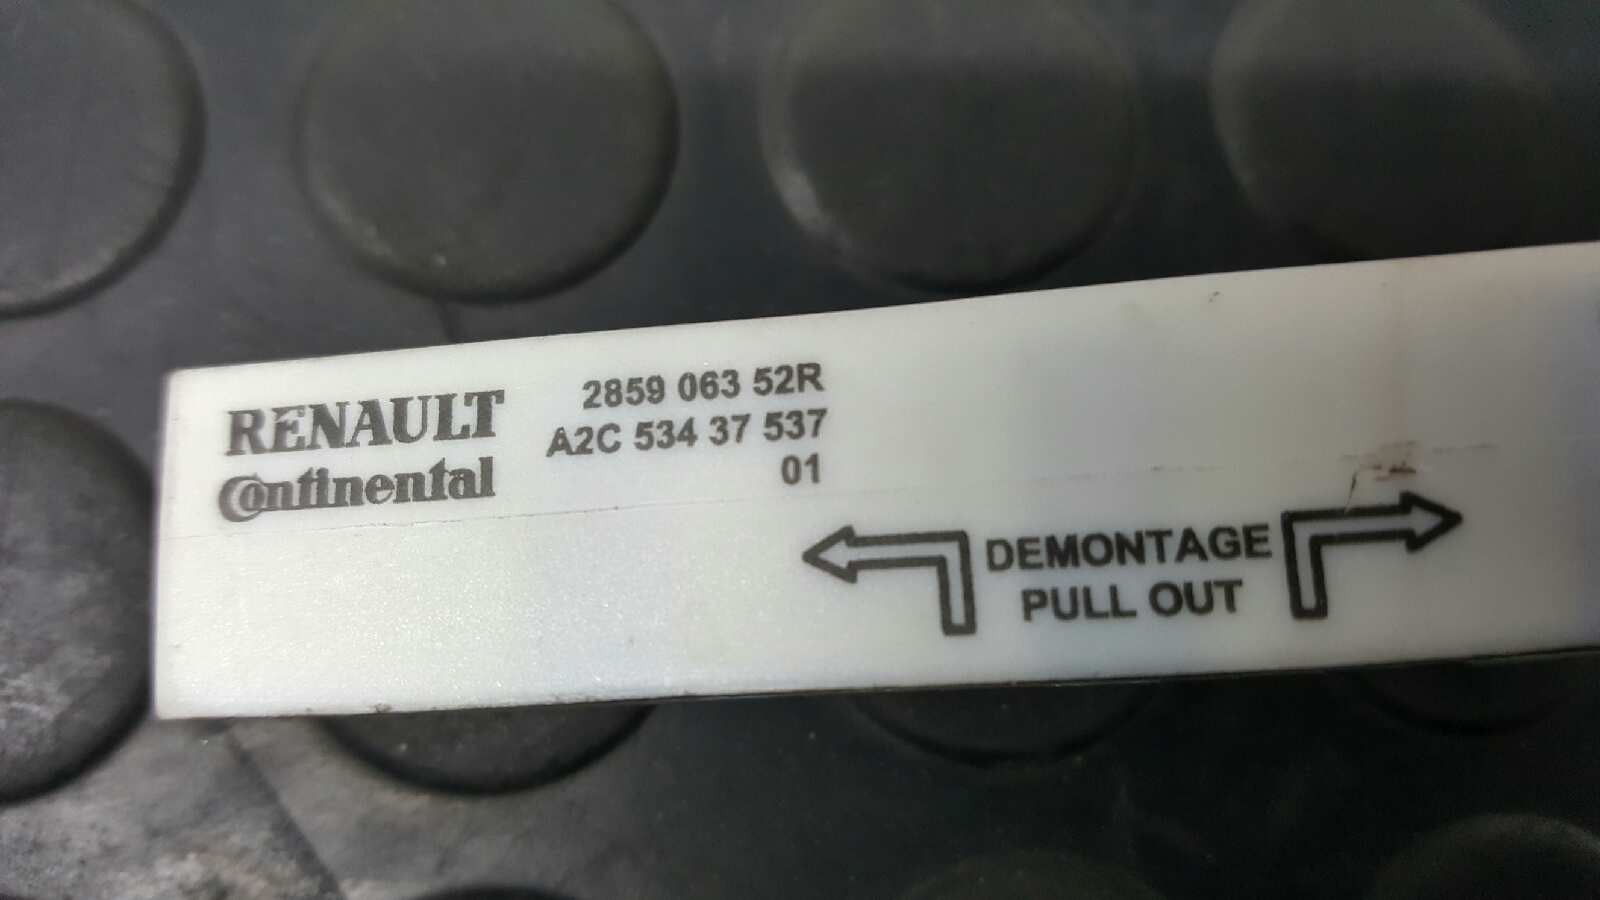 RENAULT
Continental
2859 063 52R
A2C 534 37 537
01
DEMONTAGE
PULL OUT